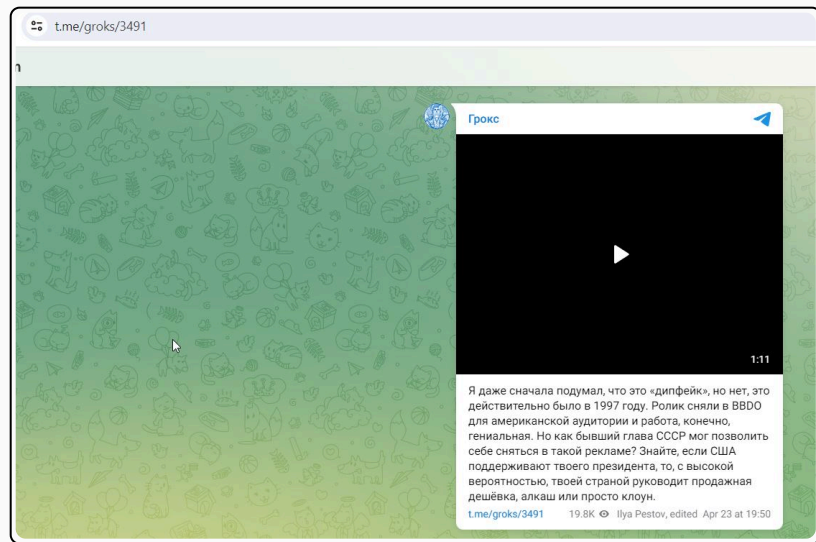 t.me/groks/3491
n
Грокс
1:11
Я даже сначала подумал, что это «дипфейк», но нет, это
действительно было в 1997 году. Ролик сняли в BBDO
для американской аудитории и работа, конечно,
гениальная. Но как бывший глава СССР мог позволить
себе сняться в такой рекламе? Знайте, если США
поддерживают твоего президента, то, с высокой
вероятностью, твоей страной руководит продажная
дешёвка, алкаш или просто клоун.
t.me/groks/3491 19.8K Ilya Pestov, edited Apr 23 at 19:50